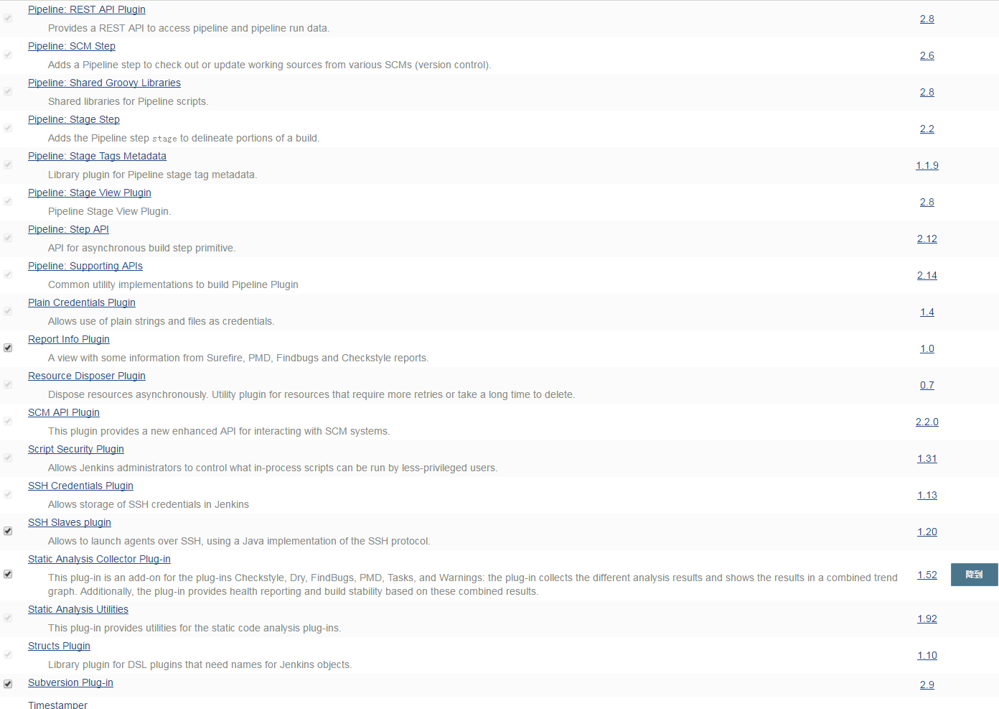 Pipeline: REST API Plugin
Provides a REST API to access pipeline and pipeline run data.
2.8
Pipeline: SCM Step
Adds a Pipeline step to check out or update working sources from various SCMs (version control).
2.6
Pipeline: Shared Groovy Libraries
Shared libraries for Pipeline scripts.
2.8
Pipeline: Stage Step
Adds the Pipeline step stage to delineate portions of a build.
2.2
Pipeline: Stage Tags Metadata
Library plugin for Pipeline stage tag metadata.
1.1.9
Pipeline: Stage View Plugin
Pipeline Stage View Plugin.
2.8
Pipeline: Step API
API for asynchronous build step primitive.
2.12
Pipeline: Supporting APIs
Common utility implementations to build Pipeline Plugin
2.14
Plain Credentials Plugin
Allows use of plain strings and files as credentials.
1.4
Report Info Plugin
A view with some information from Surefire, PMD, Findbugs and Checkstyle reports.
1.0
Resource Disposer Plugin
Dispose resources asynchronously. Utility plugin for resources that require more retries or take a long time to delete.
0.7
SCM API Plugin
This plugin provides a new enhanced API for interacting with SCM systems.
2.2.0
Script Security Plugin
Allows Jenkins administrators to control what in-process scripts can be run by less-privileged users.
1.31
SSH Credentials Plugin
Allows storage of SSH credentials in Jenkins
1.13
SSH Slaves plugin
Allows to launch agents over SSH, using a Java implementation of the SSH protocol.
1.20
Static Analysis Collector Plug-in
This plug-in is an add-on for the plug-ins Checkstyle, Dry, FindBugs, PMD, Tasks, and Warnings: the plug-in collects the different analysis results and shows the results in a combined trend
graph. Additionally, the plug-in provides health reporting and build stability based on these combined results.
1.52
降到
Static Analysis Utilities
This plug-in provides utilities for the static code analysis plug-ins.
1.92
Structs Plugin
Library plugin for DSL plugins that need names for Jenkins objects.
1.10
Subversion Plug-in
2.9
Timestamper